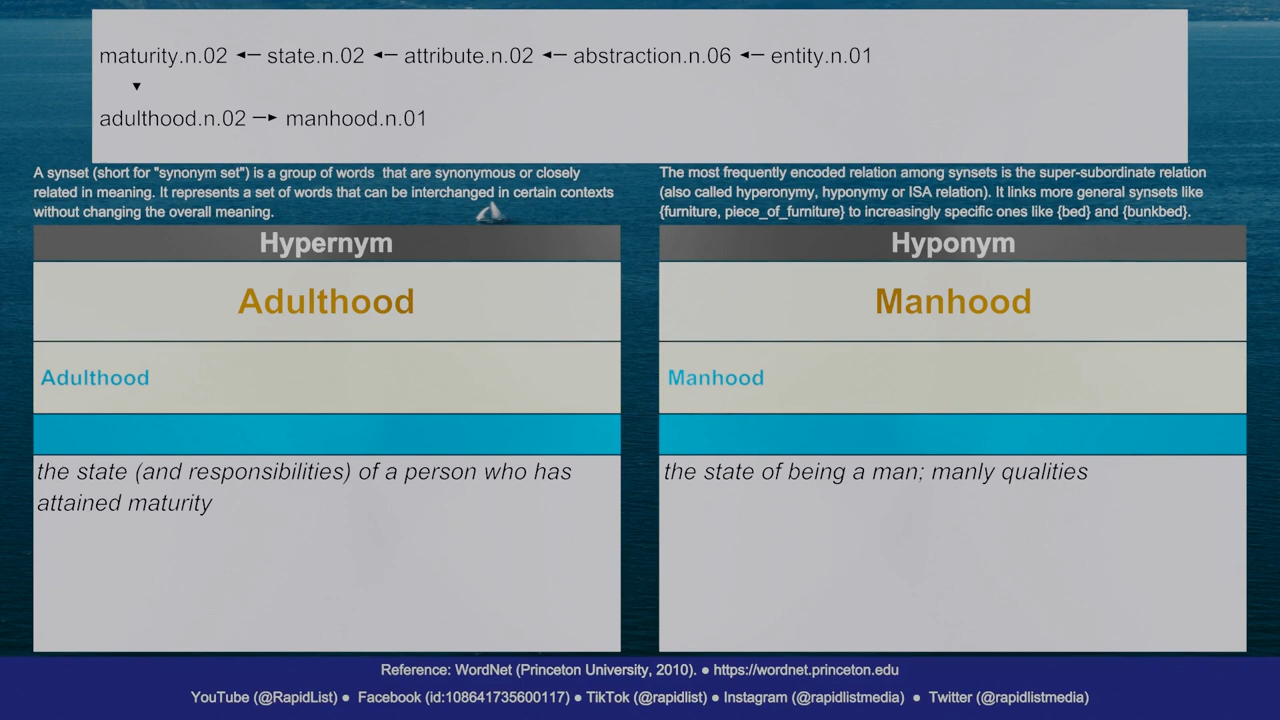 maturity.n.02 ◄─ state.n.02 ◄─ attribute.n.02 ◄─ abstraction.n.06 ◄─ entity.n.01
▼
adulthood.n.02 ─► manhood.n.01
A synset (short for "synonym set") is a group of words that are synonymous or closely
related in meaning. It represents a set of words that can be interchanged in certain contexts
without changing the overall meaning.
The most frequently encoded relation among synsets is the super-subordinate relation
(also called hyperonymy, hyponymy or ISA relation). It links more general synsets like
{furniture, piece_of_furniture} to increasingly specific ones like {bed} and {bunkbed}.
Hypernym
Adulthood
Adulthood
the state (and responsibilities) of a person who has
attained maturity
Hyponym
Manhood
Manhood
the state of being a man; manly qualities
Reference: WordNet (Princeton University, 2010). ● https://wordnet.princeton.edu
YouTube (@RapidList) ● Facebook (id:108641735600117) ● TikTok (@rapidlist) ● Instagram (@rapidlistmedia) ● Twitter (@rapidlistmedia)